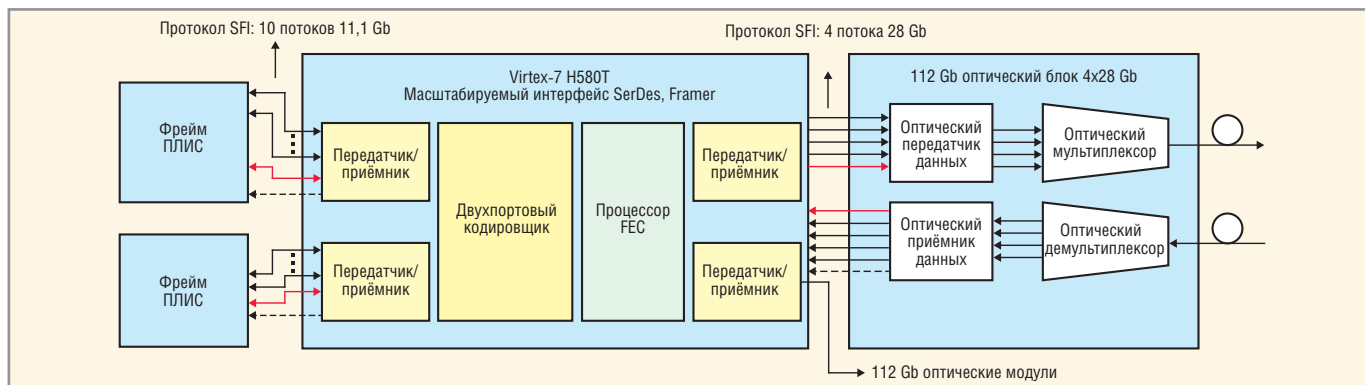 Протокол SFI: 10 потоков 11,1 Gb
Протокол SFI: 4 потока 28 Gb
Virtex-7 H580T
Масштабируемый интерфейс SerDes, Framer
112 Gb оптический блок 4x28 Gb
Фрейм
ПЛИС
Передатчик/
приёмник
Двухпортовый
кодировщик
Процессор
FEC
Передатчик/
приёмник
Оптический
передатчик
данных
Оптический
мультиплексор
Фрейм
ПЛИС
Передатчик/
приёмник
Передатчик/
приёмник
Оптический
приёмник
данных
Оптический
демультиплексор
112 Gb оптические модули